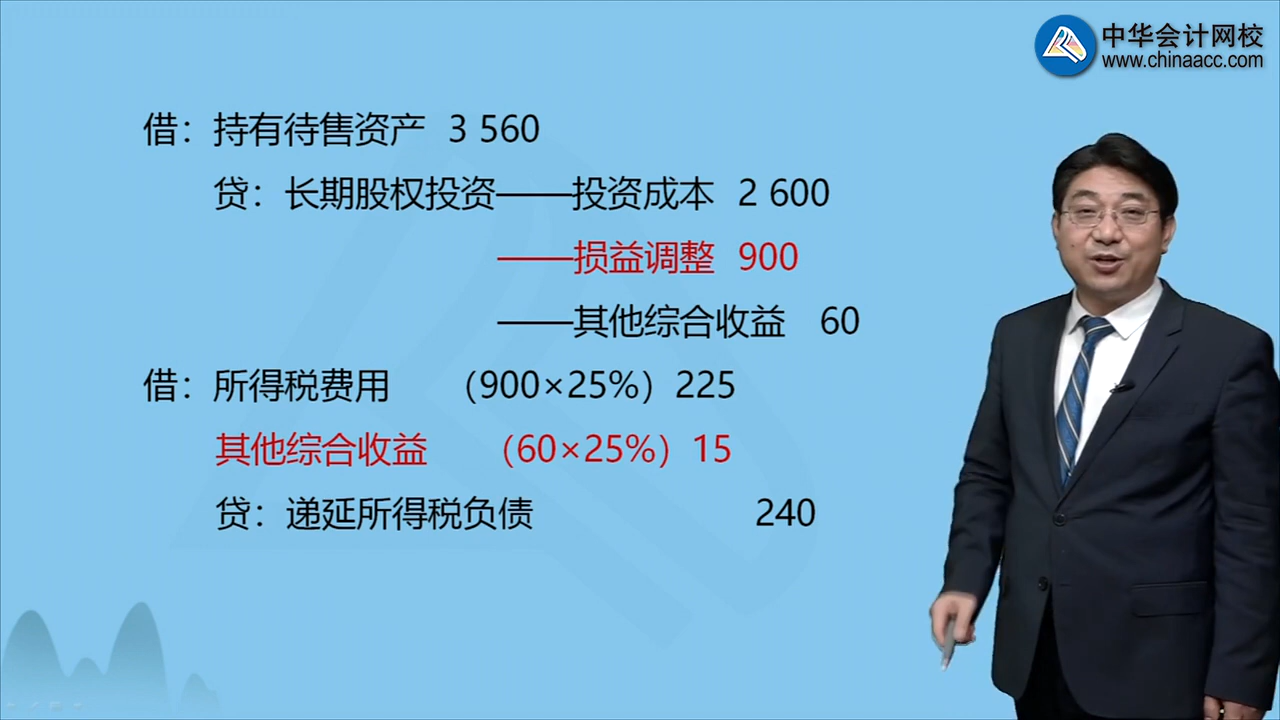 中华会计网校
www.chinaacc.com
借：持有待售资产 3 560
贷：长期股权投资——投资成本 2 600
——损益调整 900
——其他综合收益 60
借：所得税费用 （900×25%）225
其他综合收益 （60×25%）15
贷：递延所得税负债 240